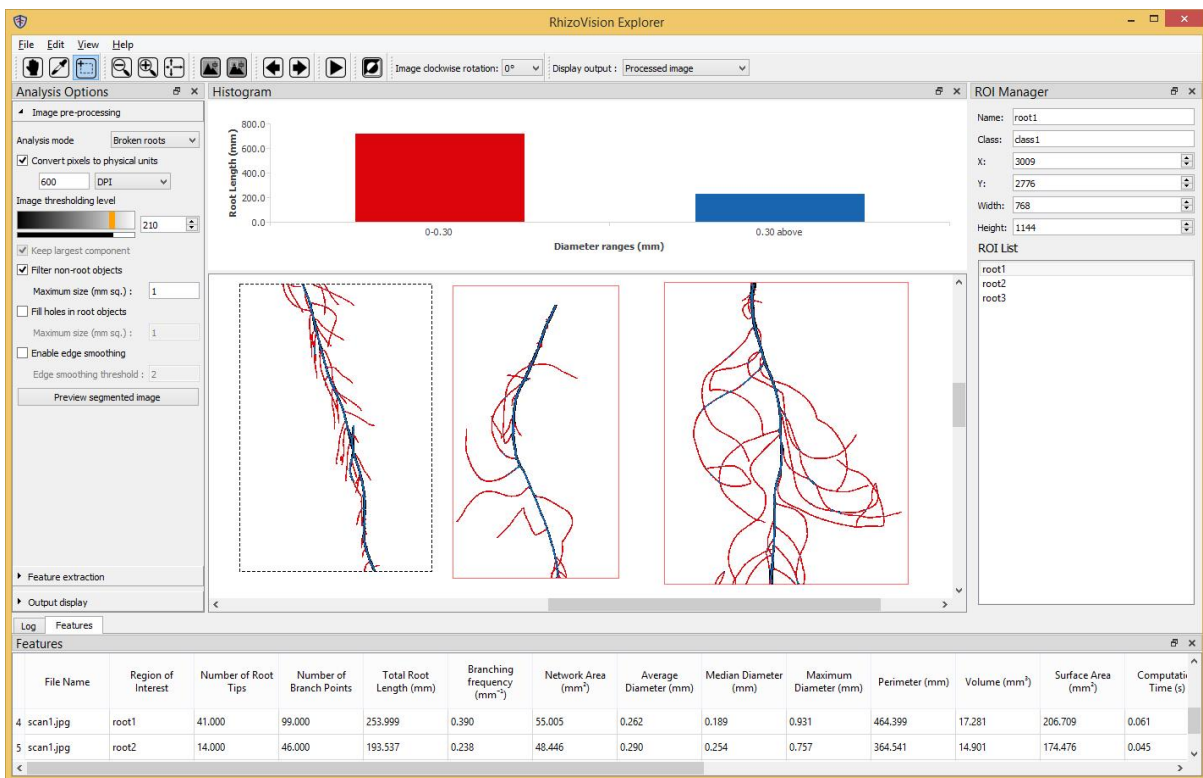 RhizoVision Explorer
File Edit View Help
Image clockwise rotation: 0° Display output : Processed image
Analysis Options
Image pre-processing
Analysis mode Broken roots
Convert pixels to physical units
600 DPI
Image thresholding level
210
Keep largest component
Filter non-root objects
Maximum size (mm sq.) : 1
Fill holes in root objects
Maximum size (mm sq.) : 1
Enable edge smoothing
Edge smoothing threshold : 2
Preview segmented image
Feature extraction
Output display
Histogram
Root Length (mm)
800.0
600.0
400.0
200.0
0.0
0-0.30 0.30 above
Diameter ranges (mm)
ROI Manager
Name: root1
Class: class1
X: 3009
Y: 2776
Width: 768
Height: 1144
ROI List
root1
root2
root3
Log Features
Features
File Name Region of Interest Number of Root Tips Number of Branch Points Total Root Length (mm) Branching frequency (mm⁻¹) Network Area (mm²) Average Diameter (mm) Median Diameter (mm) Maximum Diameter (mm) Perimeter (mm) Volume (mm³) Surface Area (mm²) Computati Time (s)
4 scan1.jpg root1 41.000 99.000 253.999 0.390 55.005 0.262 0.189 0.931 464.399 17.281 206.709 0.061
5 scan1.jpg root2 14.000 46.000 193.537 0.238 48.446 0.290 0.254 0.757 364.541 14.901 174.476 0.045